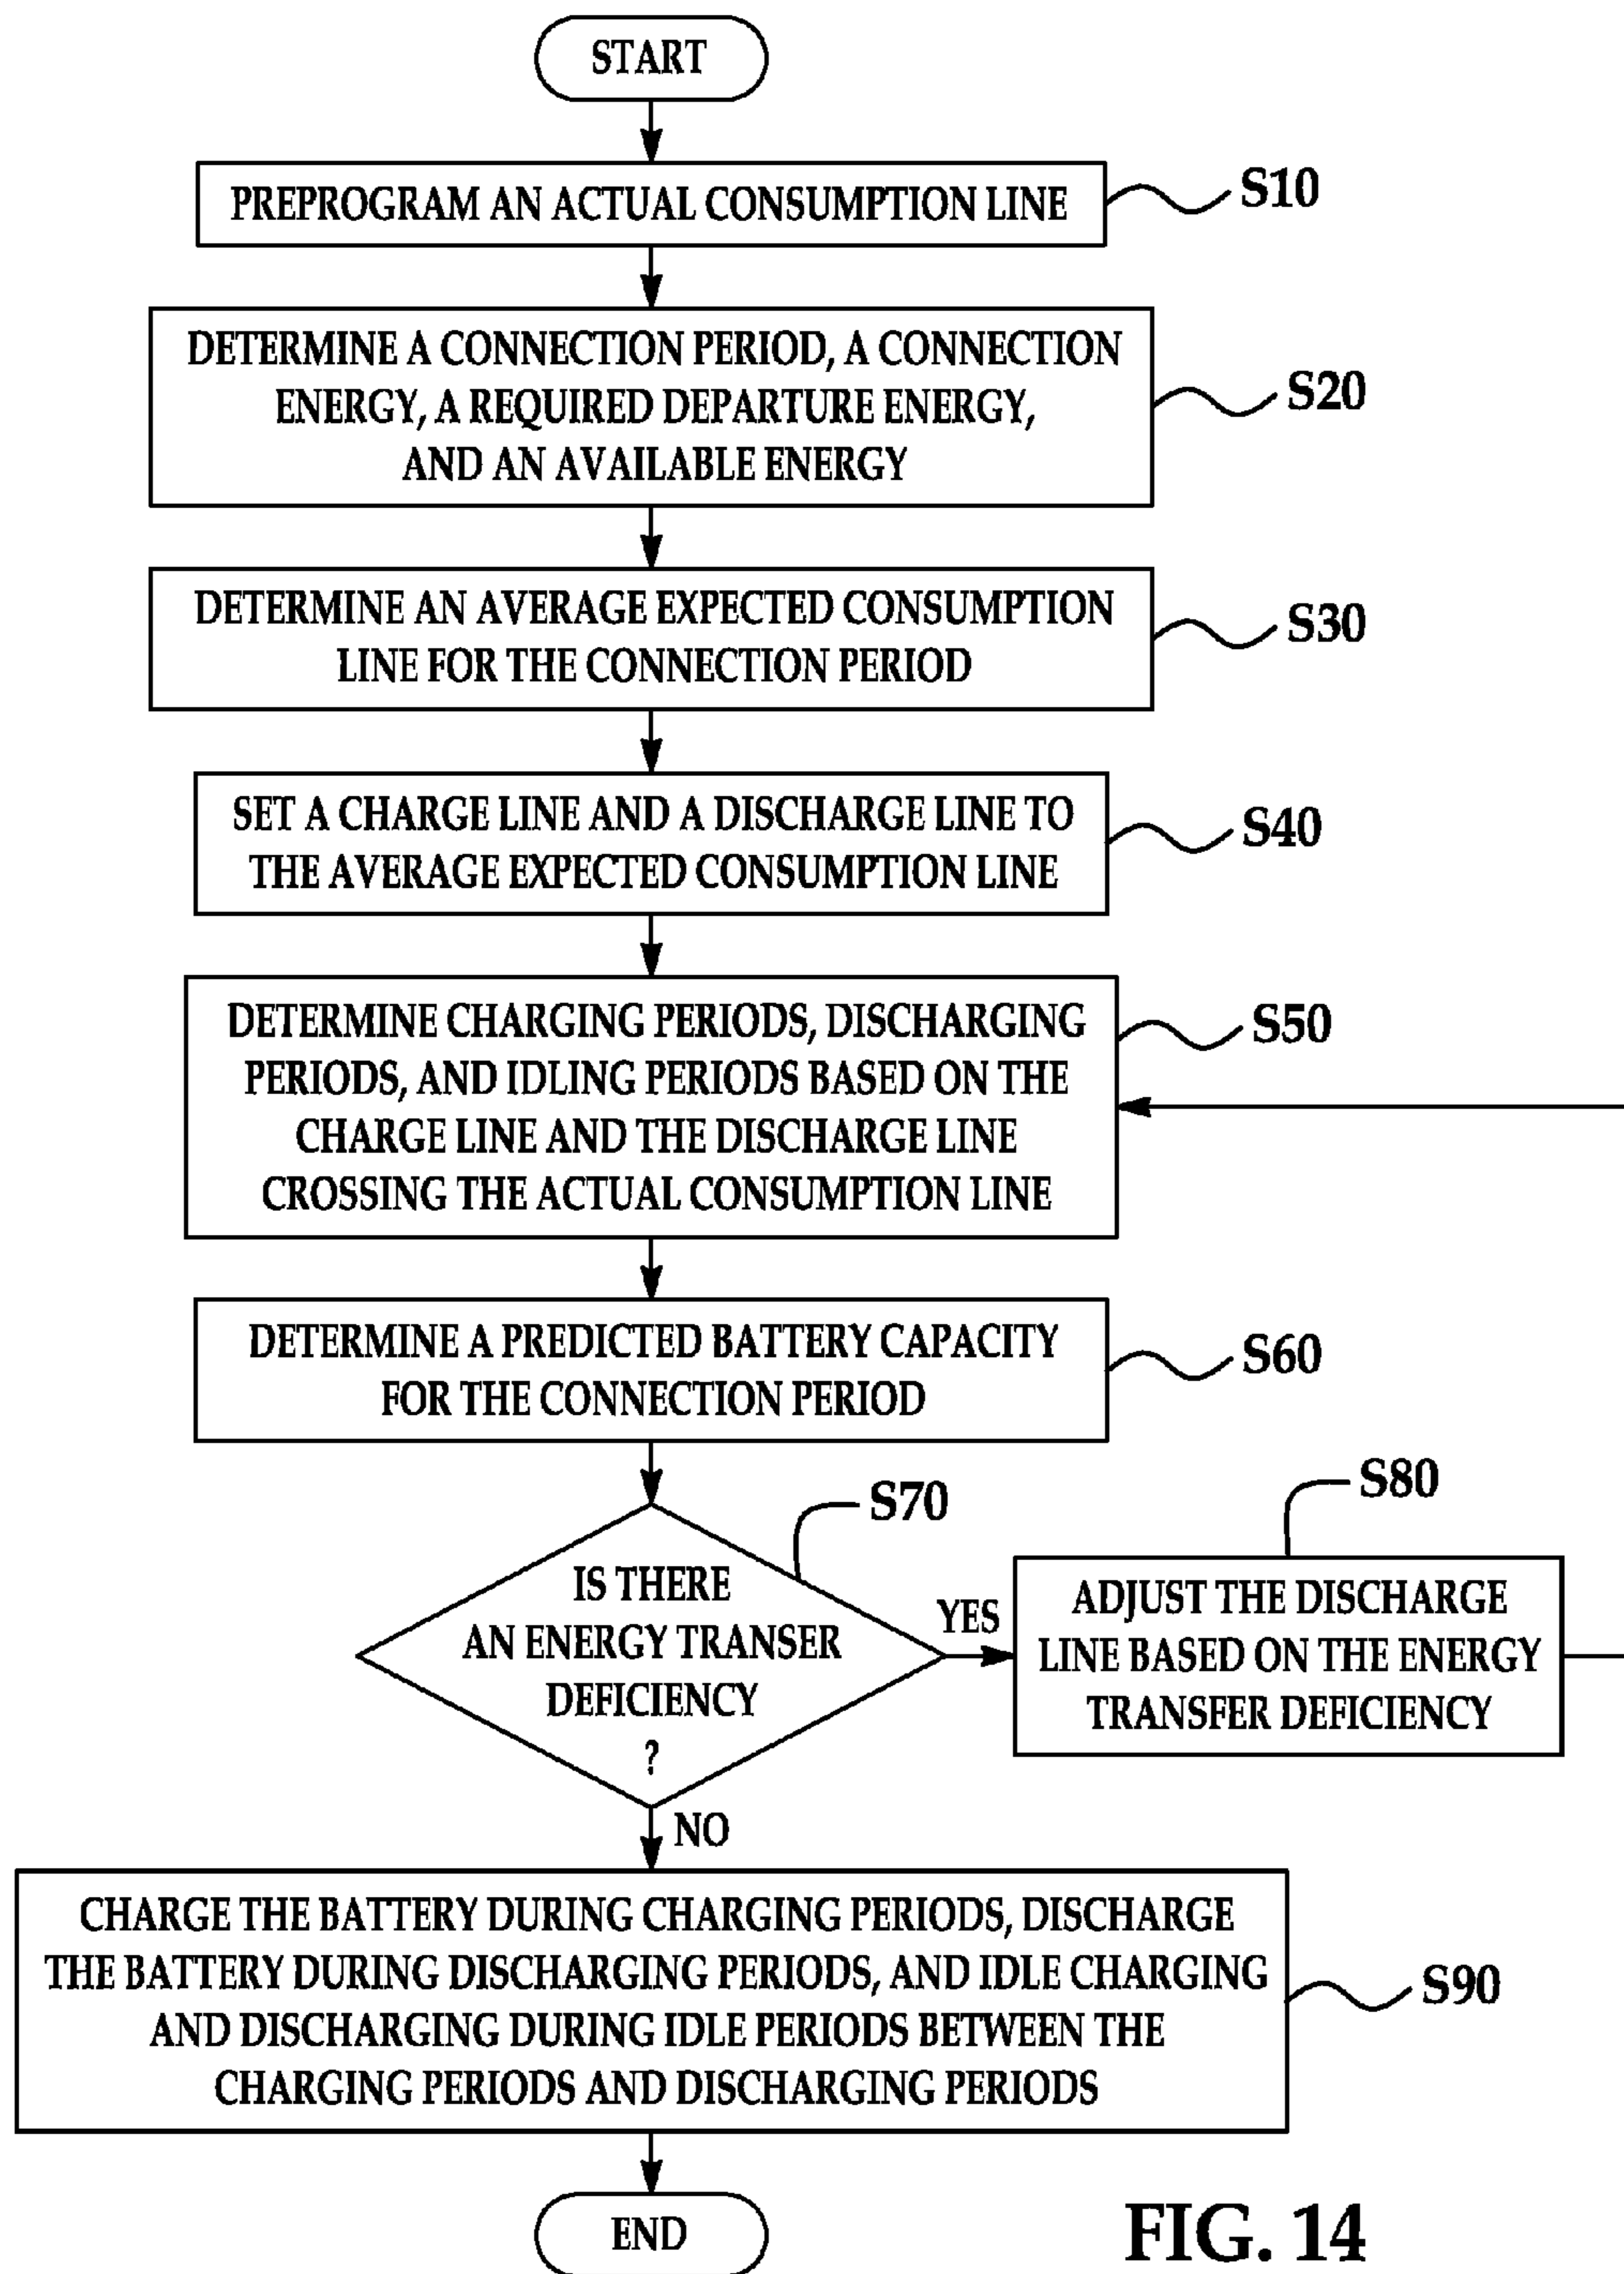 START
PREPROGRAM AN ACTUAL CONSUMPTION LINE
S10
DETERMINE A CONNECTION PERIOD, A CONNECTION
ENERGY, A REQUIRED DEPARTURE ENERGY,
AND AN AVAILABLE ENERGY
S20
DETERMINE AN AVERAGE EXPECTED CONSUMPTION
LINE FOR THE CONNECTION PERIOD
S30
SET A CHARGE LINE AND A DISCHARGE LINE TO
THE AVERAGE EXPECTED CONSUMPTION LINE
S40
DETERMINE CHARGING PERIODS, DISCHARGING
PERIODS, AND IDLING PERIODS BASED ON THE
CHARGE LINE AND THE DISCHARGE LINE
CROSSING THE ACTUAL CONSUMPTION LINE
S50
DETERMINE A PREDICTED BATTERY CAPACITY
FOR THE CONNECTION PERIOD
S60
IS THERE
AN ENERGY TRANSER
DEFICIENCY
?
S70
YES
ADJUST THE DISCHARGE
LINE BASED ON THE ENERGY
TRANSFER DEFICIENCY
S80
NO
CHARGE THE BATTERY DURING CHARGING PERIODS, DISCHARGE
THE BATTERY DURING DISCHARGING PERIODS, AND IDLE CHARGING
AND DISCHARGING DURING IDLE PERIODS BETWEEN THE
CHARGING PERIODS AND DISCHARGING PERIODS
S90
END
FIG. 14